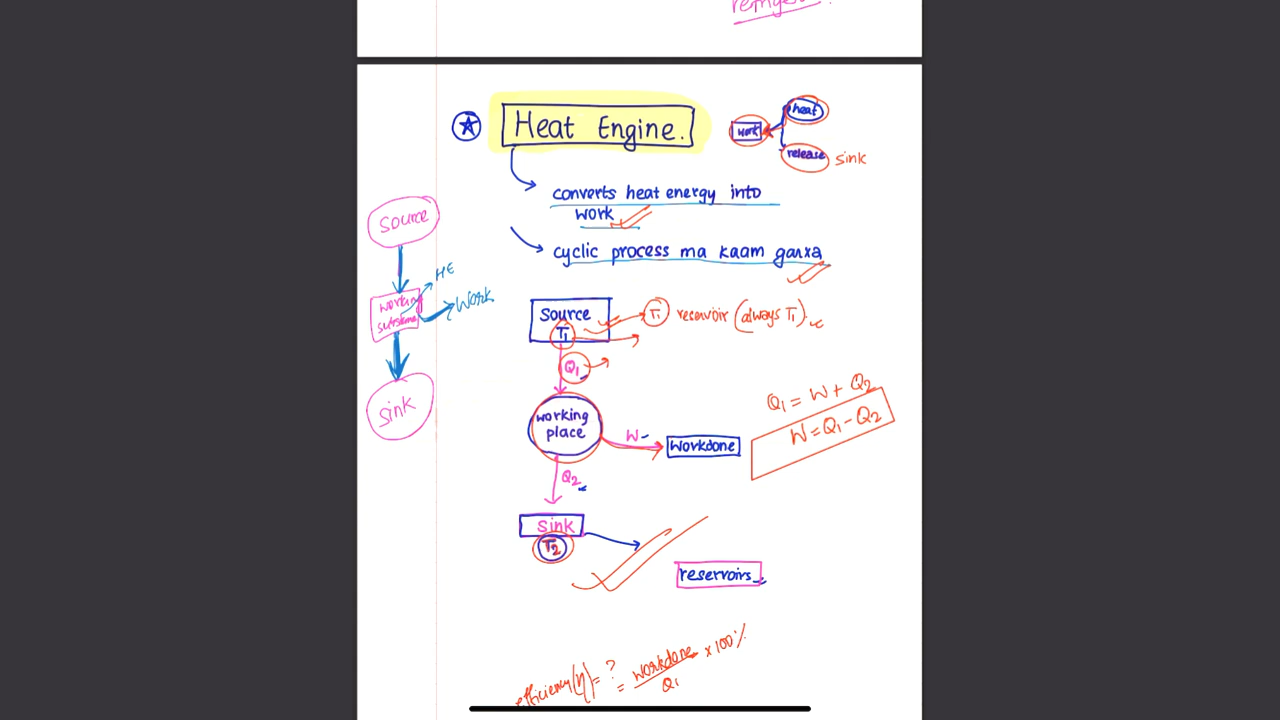 Heat Engine.
heat
work
release sink
converts heat energy into
work
cyclic process ma kaam garxa
source
HE
work
working
sink
Source
T₁
T₁ reservoir (always T₁).
Q₁
working
place
W
Workdone
Q₂
Sink
T₂
reservoirs
Q₁ = W + Q₂
W = Q₁ - Q₂
efficiency (η) = ?
= workdone × 100%
Q₁